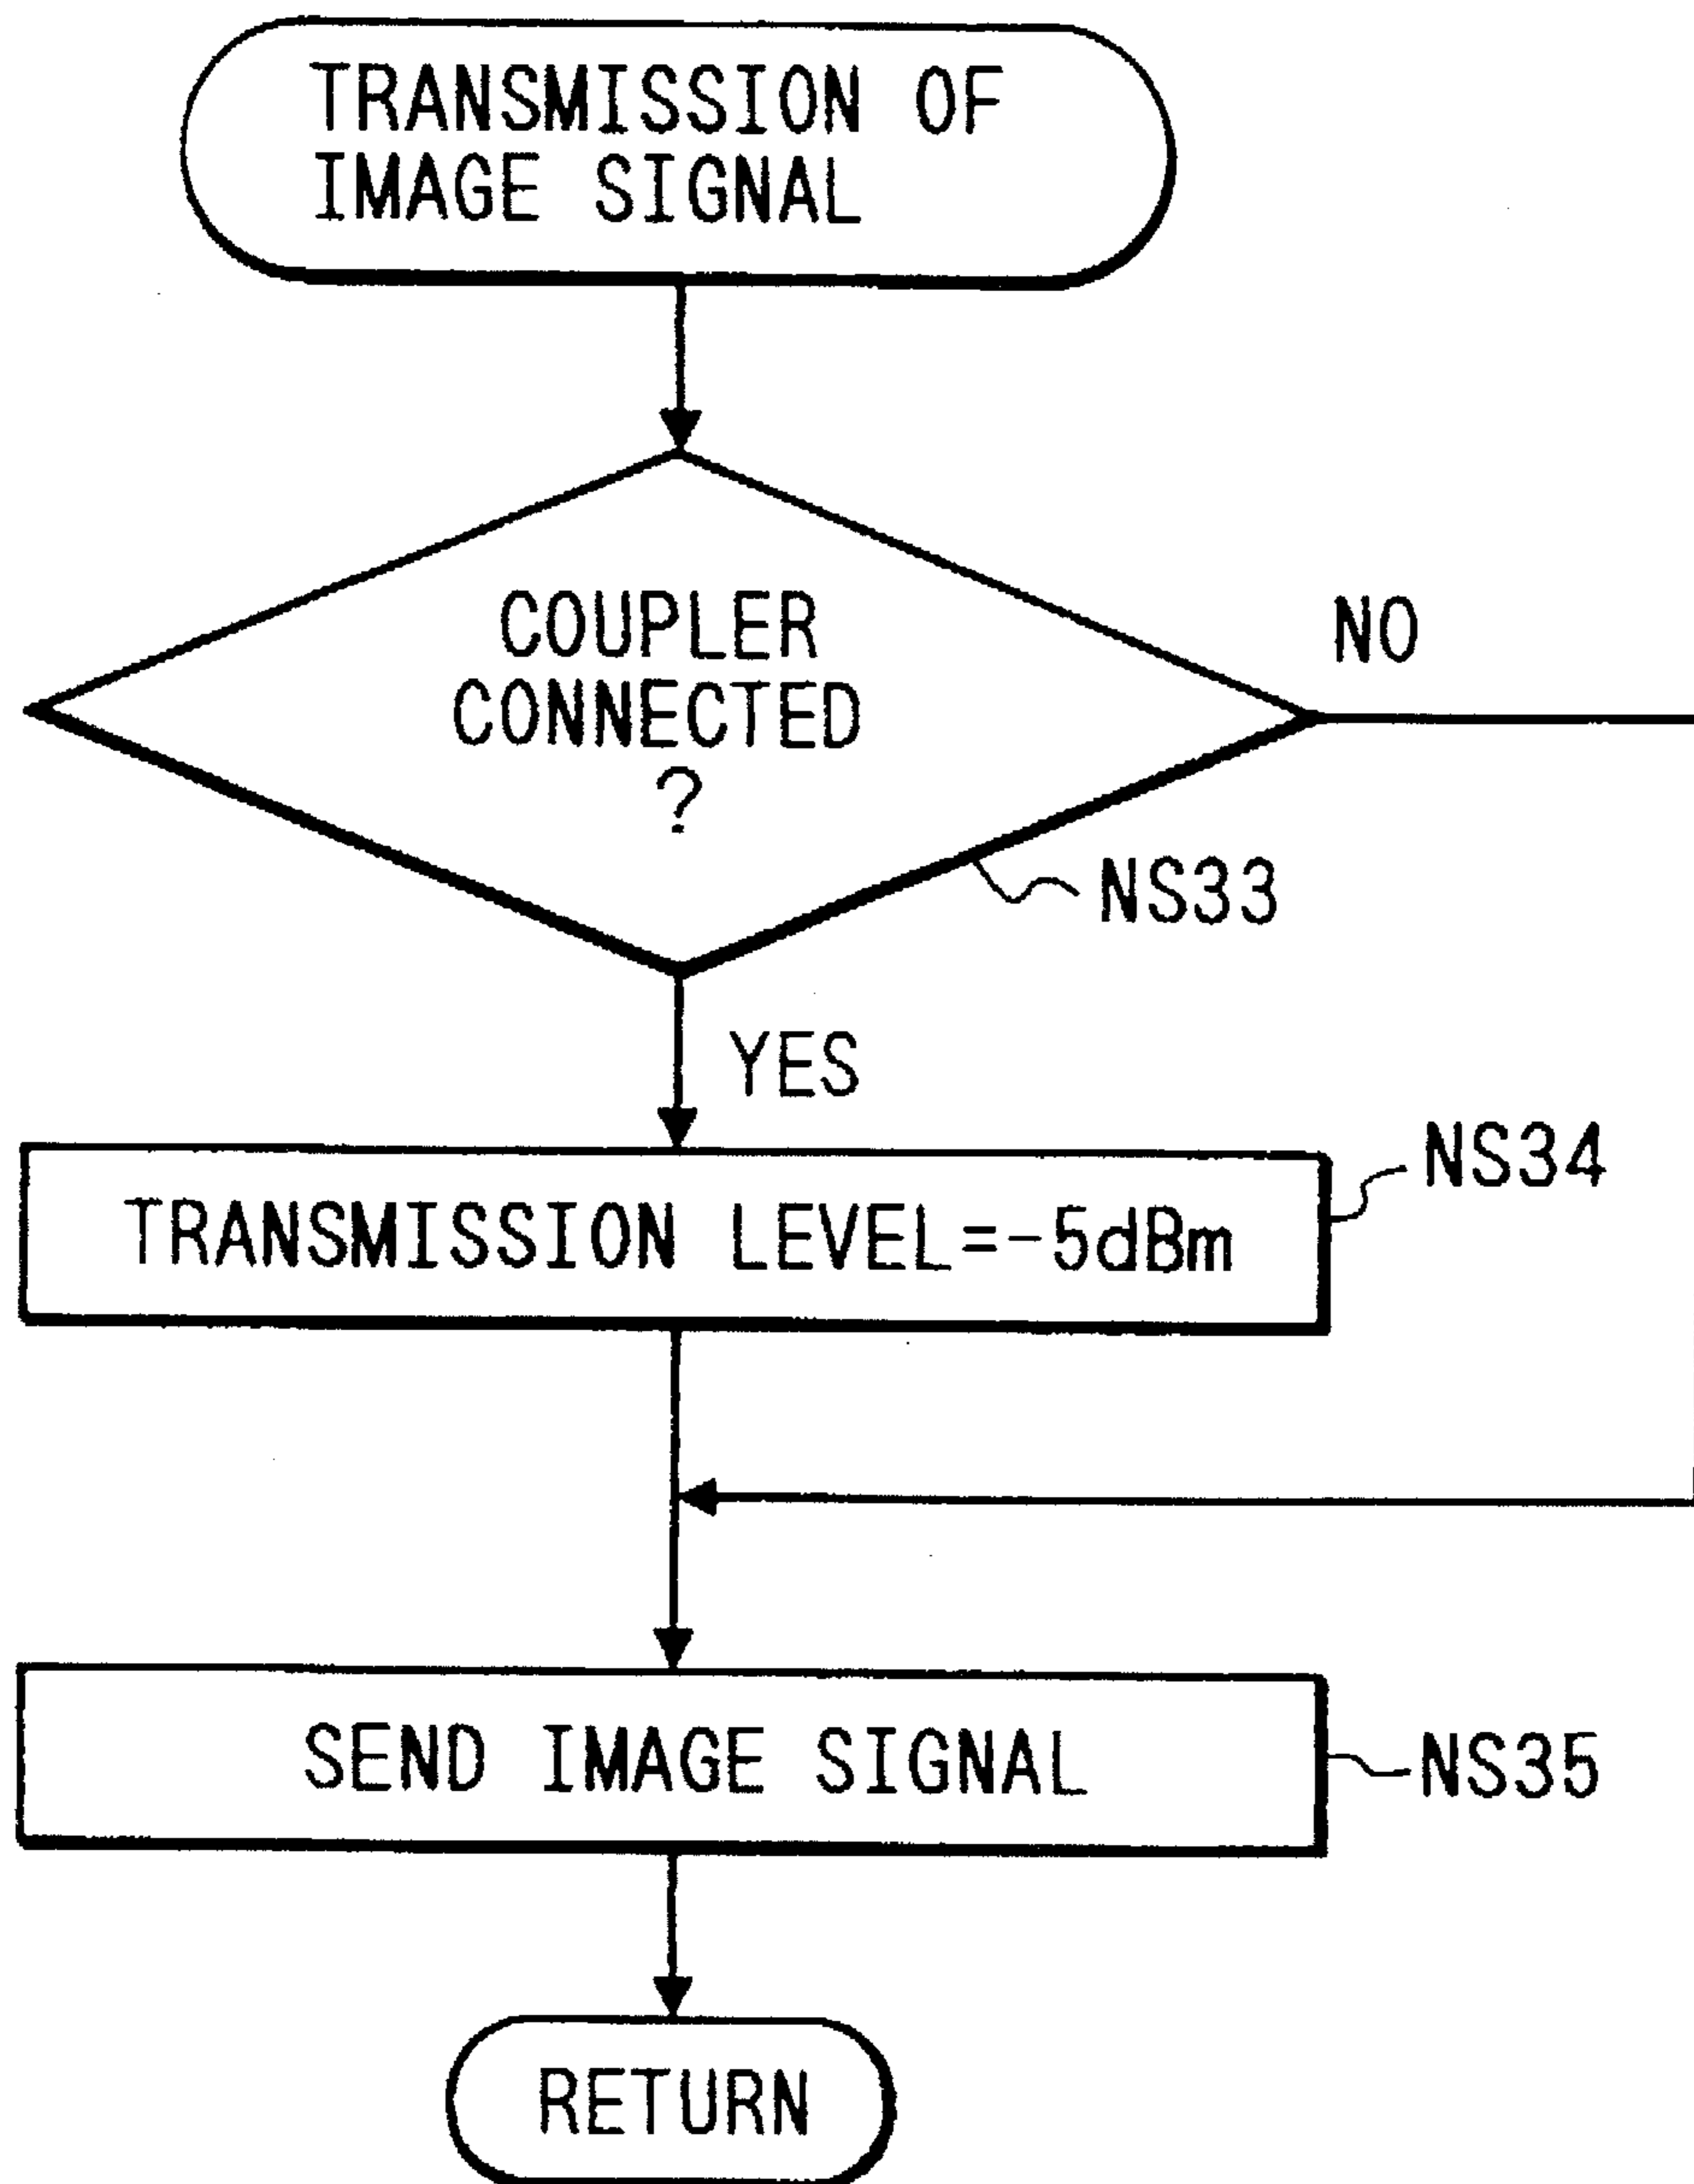 TRANSMISSION OF
IMAGE SIGNAL
COUPLER
CONNECTED
?
NO
NS33
YES
NS34
TRANSMISSION LEVEL=-5dBm
SEND IMAGE SIGNAL
NS35
RETURN